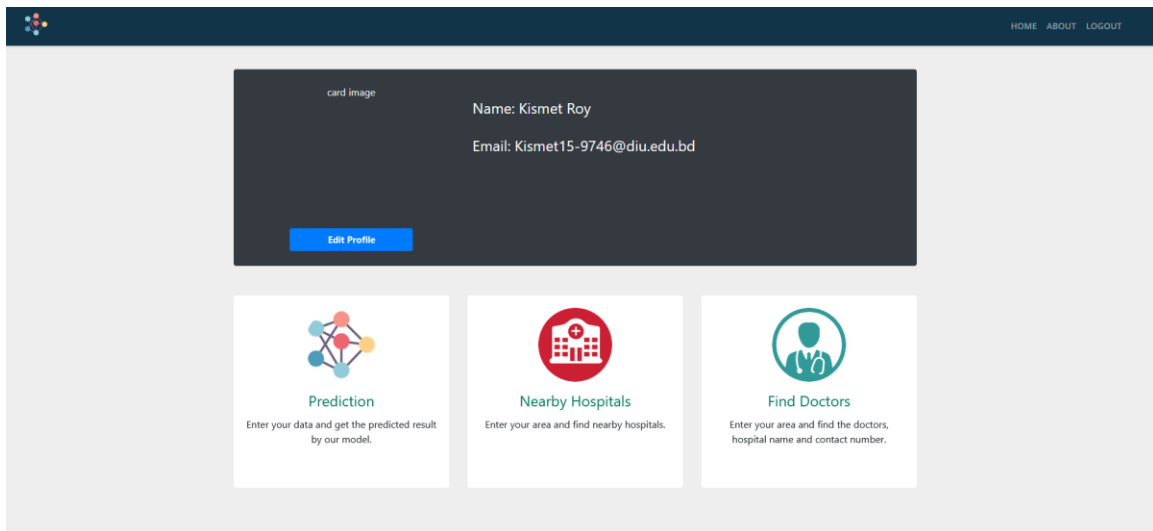 HOME ABOUT LOGOUT
card image
Name: Kismet Roy
Email: Kismet15-9746@diu.edu.bd
Edit Profile
Prediction
Enter your data and get the predicted result
by our model.
Nearby Hospitals
Enter your area and find nearby hospitals.
Find Doctors
Enter your area and find the doctors,
hospital name and contact number.